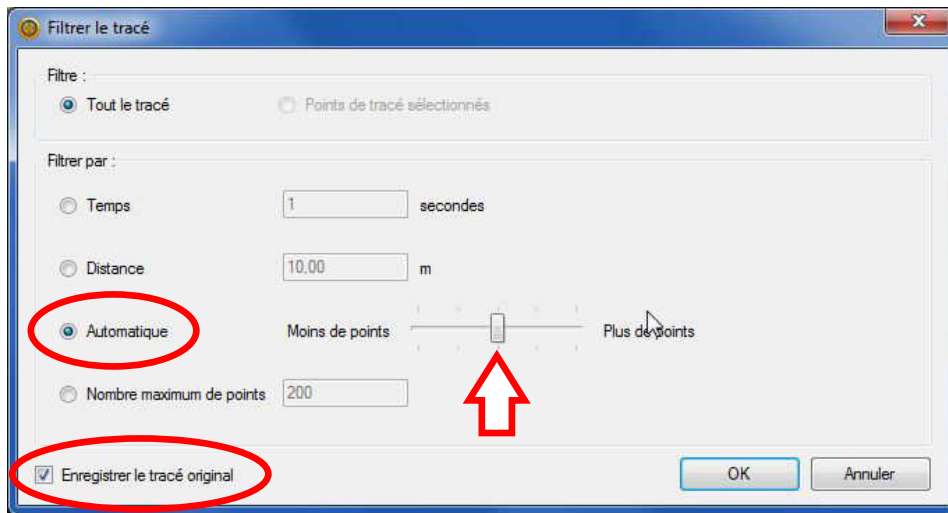 Filtrer le tracé
Filtre :
Tout le tracé Points de tracé sélectionnés
Filtrer par :
Temps 1 secondes
Distance 10,00 m
Automatique Moins de points Plus de points
Nombre maximum de points 200
Enregistrer le tracé original OK Annuler